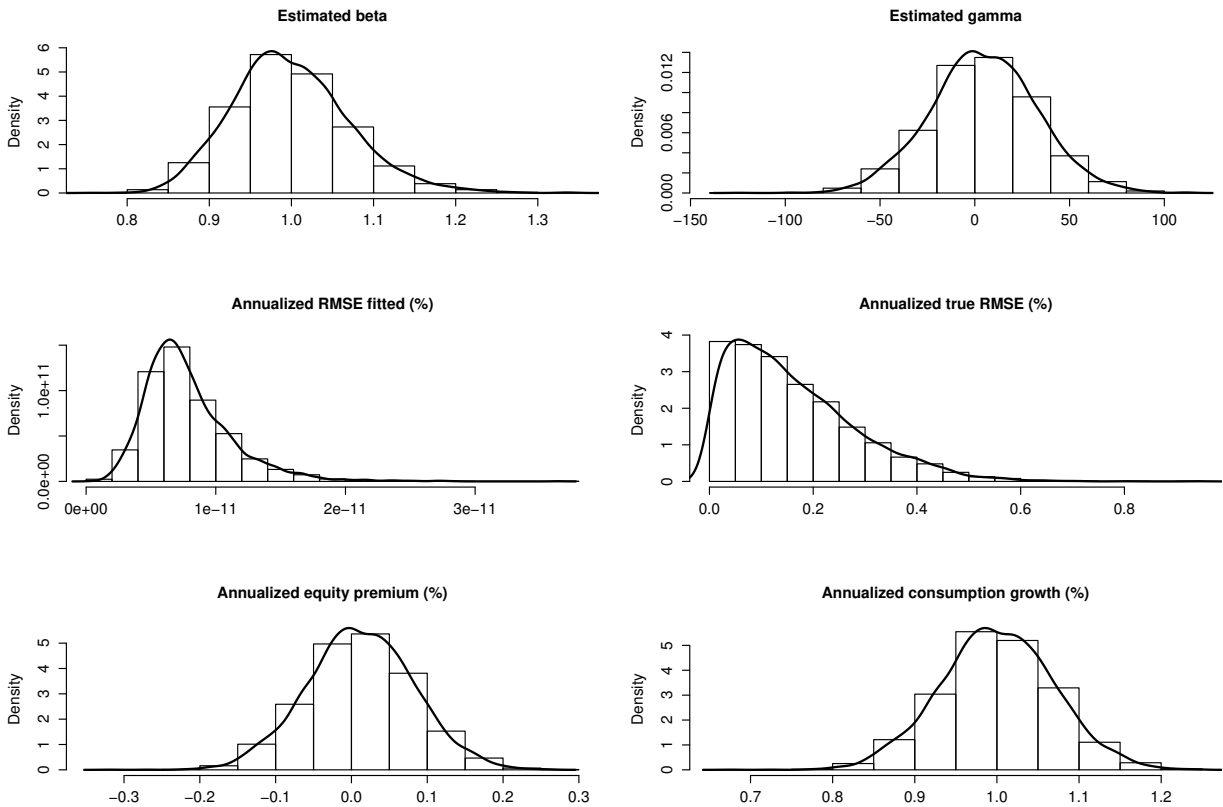 Estimated beta
Density
0 1 2 3 4 5 6
0.8 0.9 1.0 1.1 1.2 1.3
Estimated gamma
Density
0.000 0.006 0.012
−150 −100 −50 0 50 100
Annualized RMSE fitted (%)
Density
0.0e+00 1.0e+11
0e+00 1e−11 2e−11 3e−11
Annualized true RMSE (%)
Density
0 1 2 3 4
0.0 0.2 0.4 0.6 0.8
Annualized equity premium (%)
Density
0 1 2 3 4 5
−0.3 −0.2 −0.1 0.0 0.1 0.2 0.3
Annualized consumption growth (%)
Density
0 1 2 3 4 5
0.7 0.8 0.9 1.0 1.1 1.2